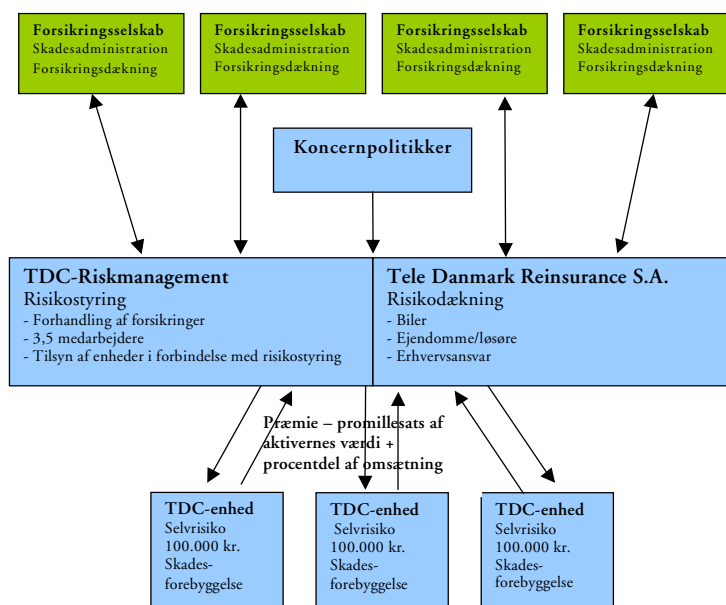 Forsikringsselskab
Skadesadministration
Forsikringsdækning
Forsikringsselskab
Skadesadministration
Forsikringsdækning
Forsikringsselskab
Skadesadministration
Forsikringsdækning
Forsikringsselskab
Skadesadministration
Forsikringsdækning
Koncernpolitikker
TDC-Riskmanagement
Risikostyring
- Forhandling af forsikringer
- 3,5 medarbejdere
- Tilsyn af enheder i forbindelse med risikostyring
Tele Danmark Reinsurance S.A.
Risikodækning
- Biler
- Ejendomme/løsøre
- Erhvervsansvar
Præmie – promillesats af
aktivernes værdi +
procentdel af omsætning
TDC-enhed
Selvrisiko
100.000 kr.
Skades-
forebyggelse
TDC-enhed
Selvrisiko
100.000 kr.
Skades-
forebyggelse
TDC-enhed
Selvrisiko
100.000 kr.
Skades-
forebyggelse